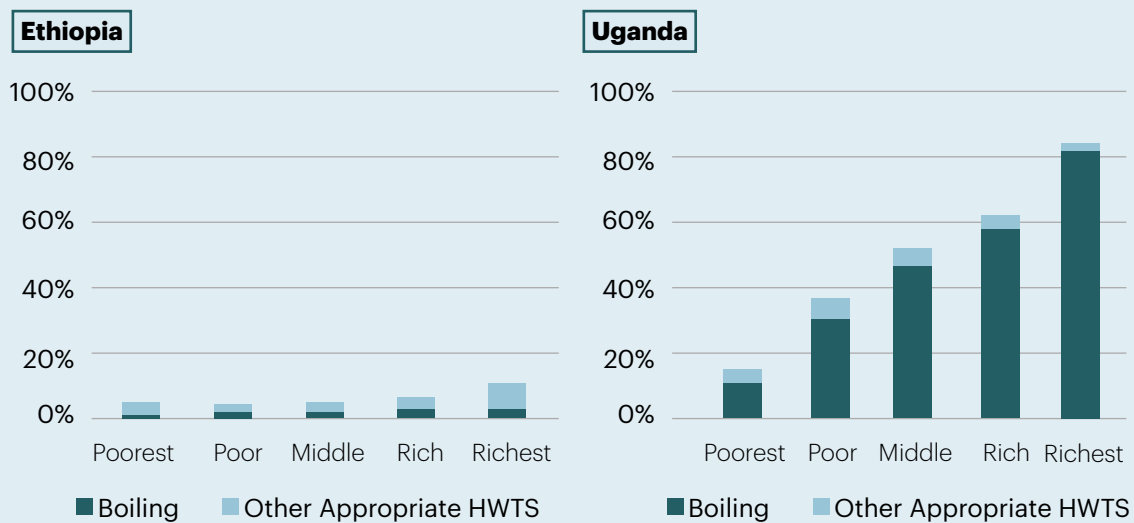 Ethiopia
100%
80%
60%
40%
20%
0%
Poorest Poor Middle Rich Richest
Boiling Other Appropriate HWTS
Uganda
100%
80%
60%
40%
20%
0%
Poorest Poor Middle Rich Richest
Boiling Other Appropriate HWTS